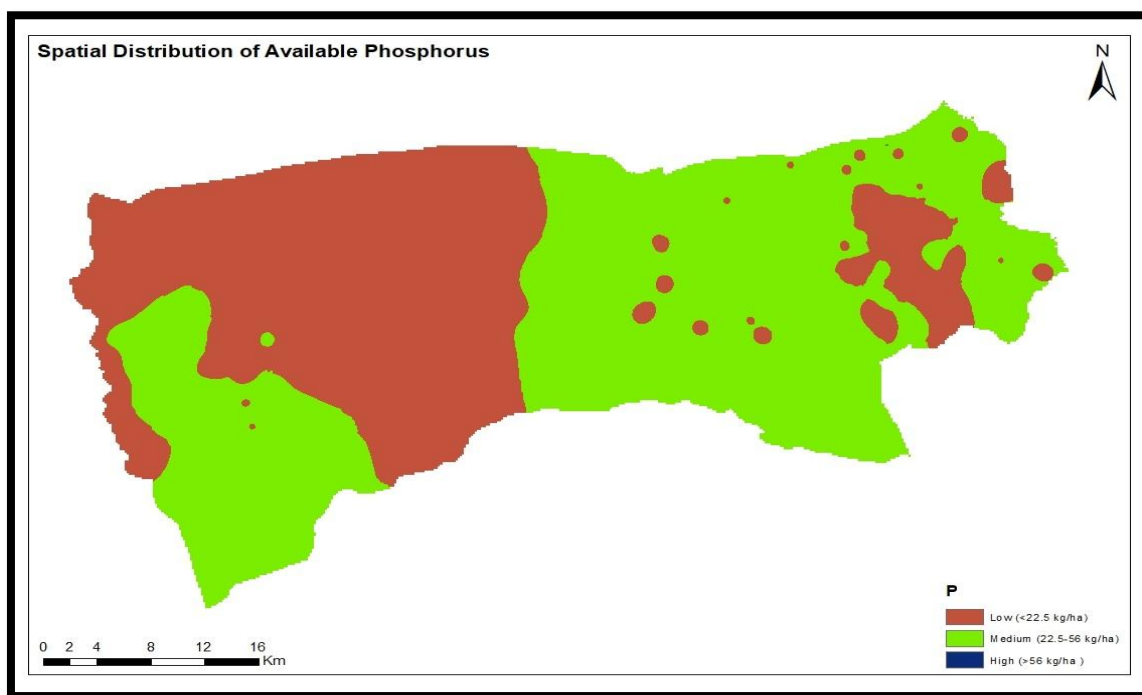 Spatial Distribution of Available Phosphorus
N
P
Low (<22.5 kg/ha)
Medium (22.5-56 kg/ha)
High (>56 kg/ha )
0 2 4 8 12 16
Km